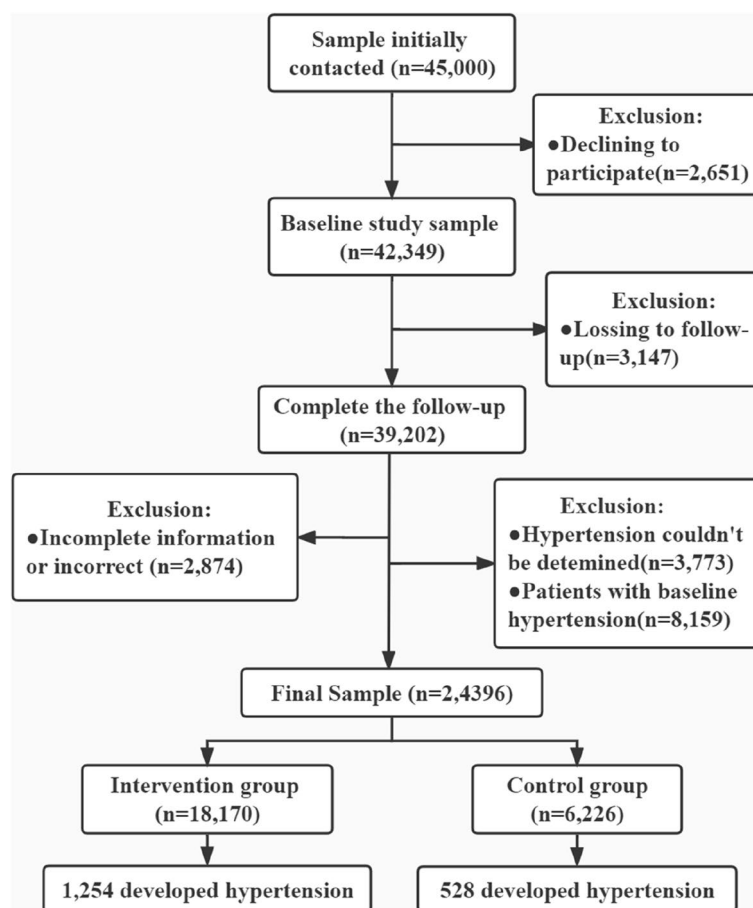 Sample initially
contacted (n=45,000)
Exclusion:
●Declining to
participate(n=2,651)
Baseline study sample
(n=42,349)
Exclusion:
●Lossing to follow-
up(n=3,147)
Complete the follow-up
(n=39,202)
Exclusion:
●Incomplete information
or incorrect (n=2,874)
Exclusion:
●Hypertension couldn't
be detemined(n=3,773)
●Patients with baseline
hypertension(n=8,159)
Final Sample (n=2,4396)
Intervention group
(n=18,170)
Control group
(n=6,226)
1,254 developed hypertension
528 developed hypertension